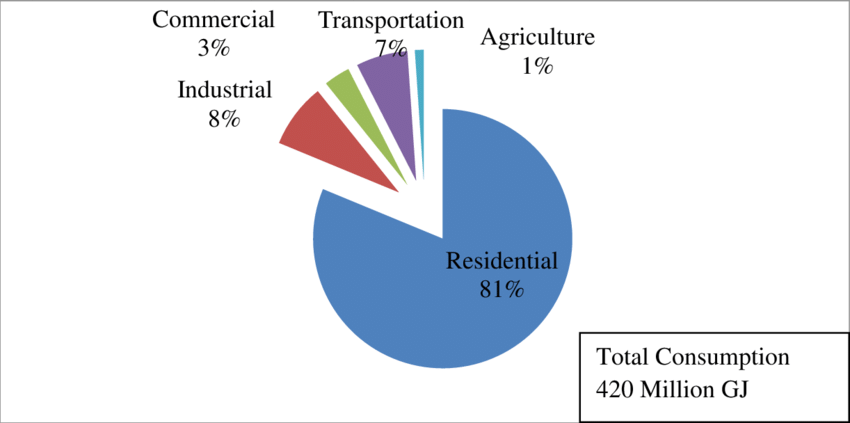 Commercial
3%
Transportation
7%
Agriculture
1%
Industrial
8%
Residential
81%
Total Consumption
420 Million GJ